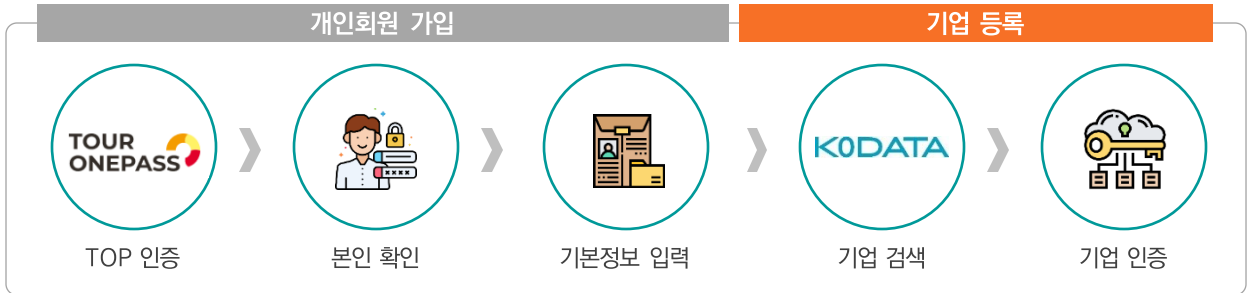 개인회원 가입
기업 등록
TOUR
ONEPASS
KODATA
TOP 인증
본인 확인
기본정보 입력
기업 검색
기업 인증